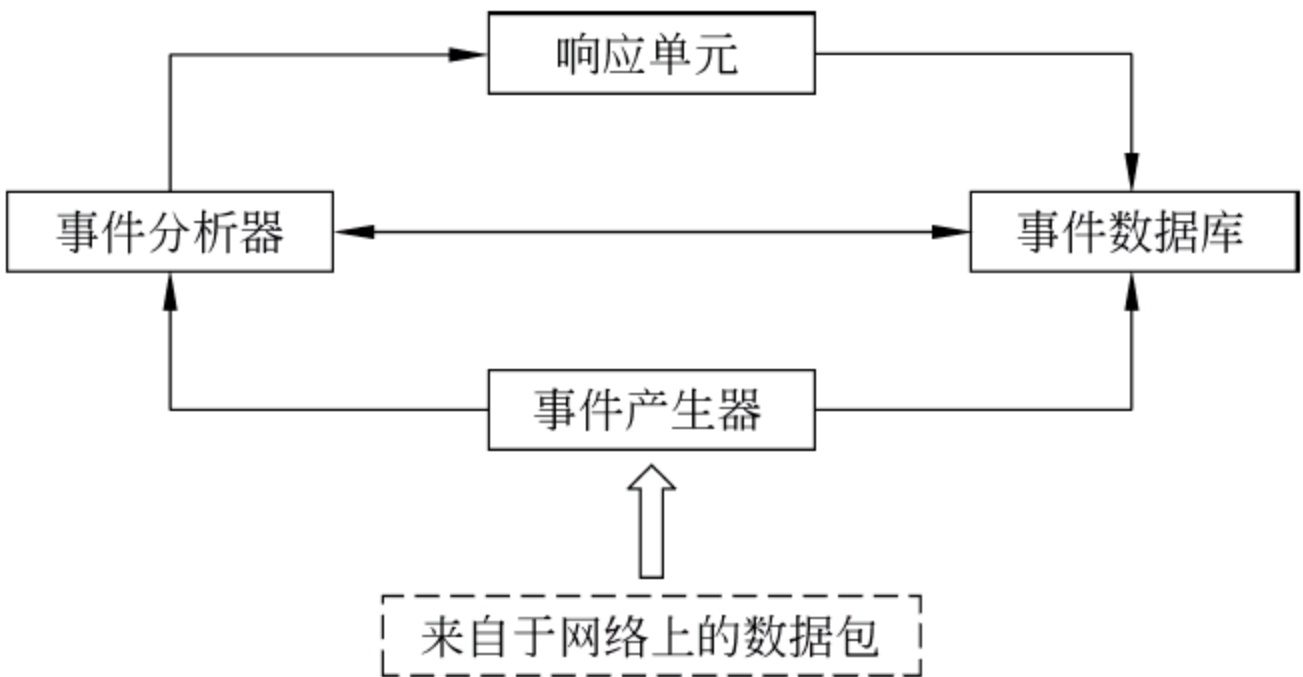 响应单元
事件分析器
事件数据库
事件产生器
来自于网络上的数据包